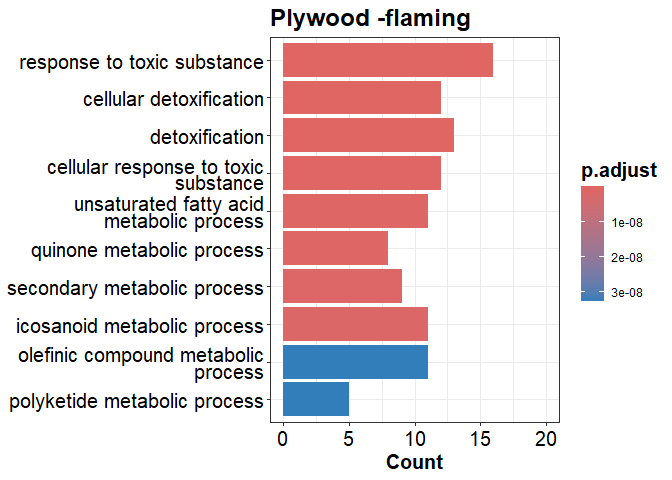 Plywood -flaming
response to toxic substance
cellular detoxification
detoxification
cellular response to toxic
substance
unsaturated fatty acid
metabolic process
quinone metabolic process
secondary metabolic process
icosanoid metabolic process
olefinic compound metabolic
process
polyketide metabolic process
0 5 10 15 20
Count
p.adjust
1e-08
2e-08
3e-08